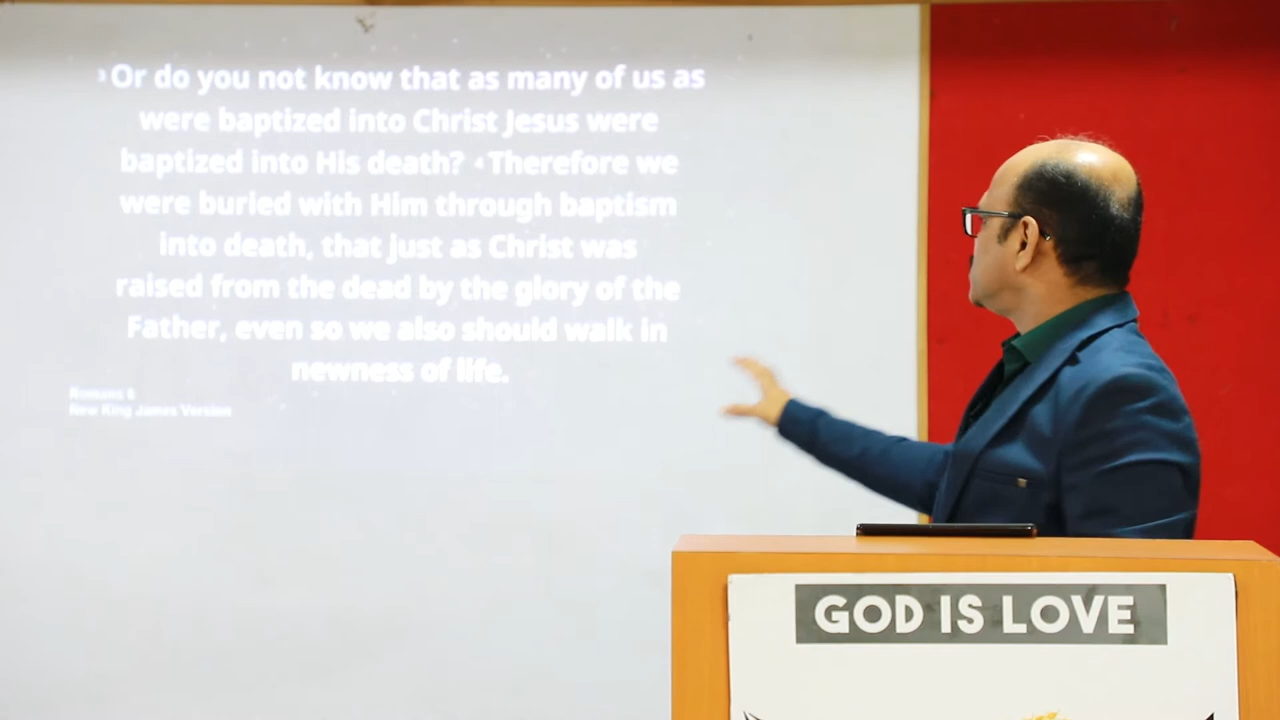 3 Or do you not know that as many of us as
were baptized into Christ Jesus were
baptized into His death? 4 Therefore we
were buried with Him through baptism
into death, that just as Christ was
raised from the dead by the glory of the
Father, even so we also should walk in
newness of life.
Romans 6
New King James Version
GOD IS LOVE